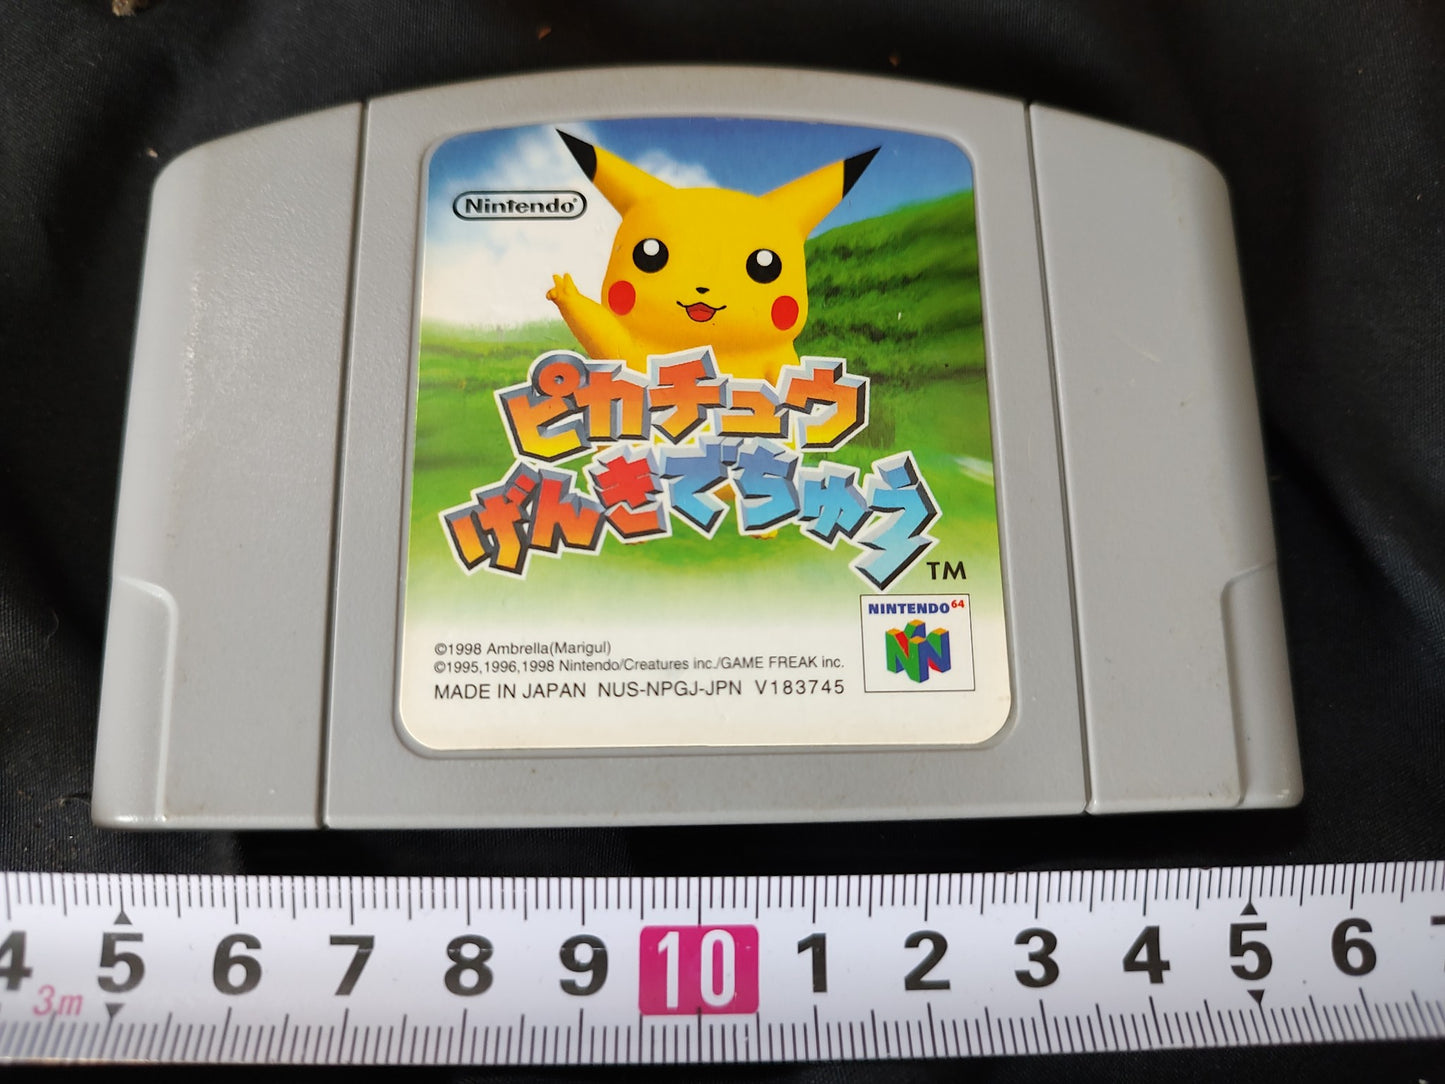 Nintendo®
ピカチュウ
げんきでちゅう
TM
NINTENDO 64
©1998 Ambrella(Marigul)
©1995,1996,1998 Nintendo/Creatures inc./GAME FREAK inc.
MADE IN JAPAN NUS-NPGJ-JPN V183745
4 5 6 7 8 9 10 1 2 3 4 5 6
3m